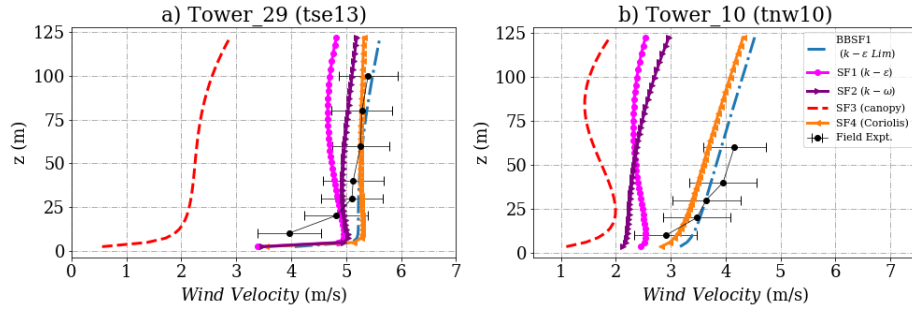 a) Tower_29 (tse13)
z (m)
125
100
75
50
25
0
0 1 2 3 4 5 6 7
Wind Velocity (m/s)
b) Tower_10 (tnw10)
z (m)
125
100
75
50
25
0
1 2 3 4 5 6 7
Wind Velocity (m/s)
BBSF1
(k − ε Lim)
SF1 (k − ε)
SF2 (k − ω)
SF3 (canopy)
SF4 (Coriolis)
Field Expt.